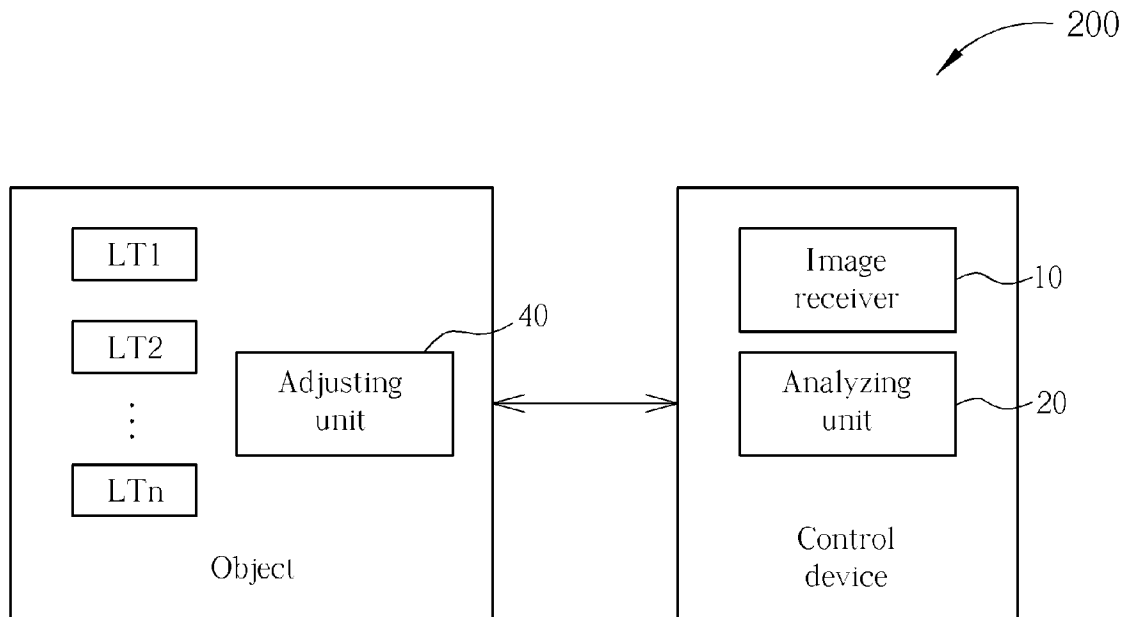 200
LT1
LT2
LTn
Adjusting
unit
40
Object
Image
receiver
10
Analyzing
unit
20
Control
device